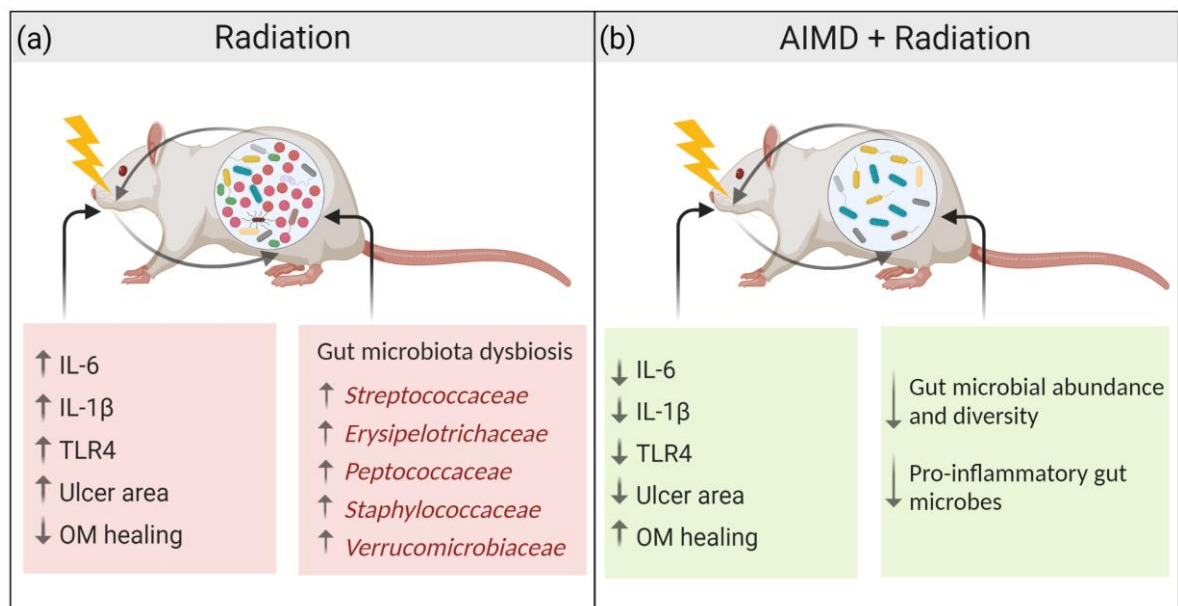 (a) Radiation
↑ IL-6
↑ IL-1β
↑ TLR4
↑ Ulcer area
↓ OM healing
Gut microbiota dysbiosis
↑ Streptococcaceae
↑ Erysipelotrichaceae
↑ Peptococcaceae
↑ Staphylococcaceae
↑ Verrucomicrobiaceae
(b) AIMD + Radiation
↓ IL-6
↓ IL-1β
↓ TLR4
↓ Ulcer area
↑ OM healing
↓ Gut microbial abundance
and diversity
↓ Pro-inflammatory gut
microbes